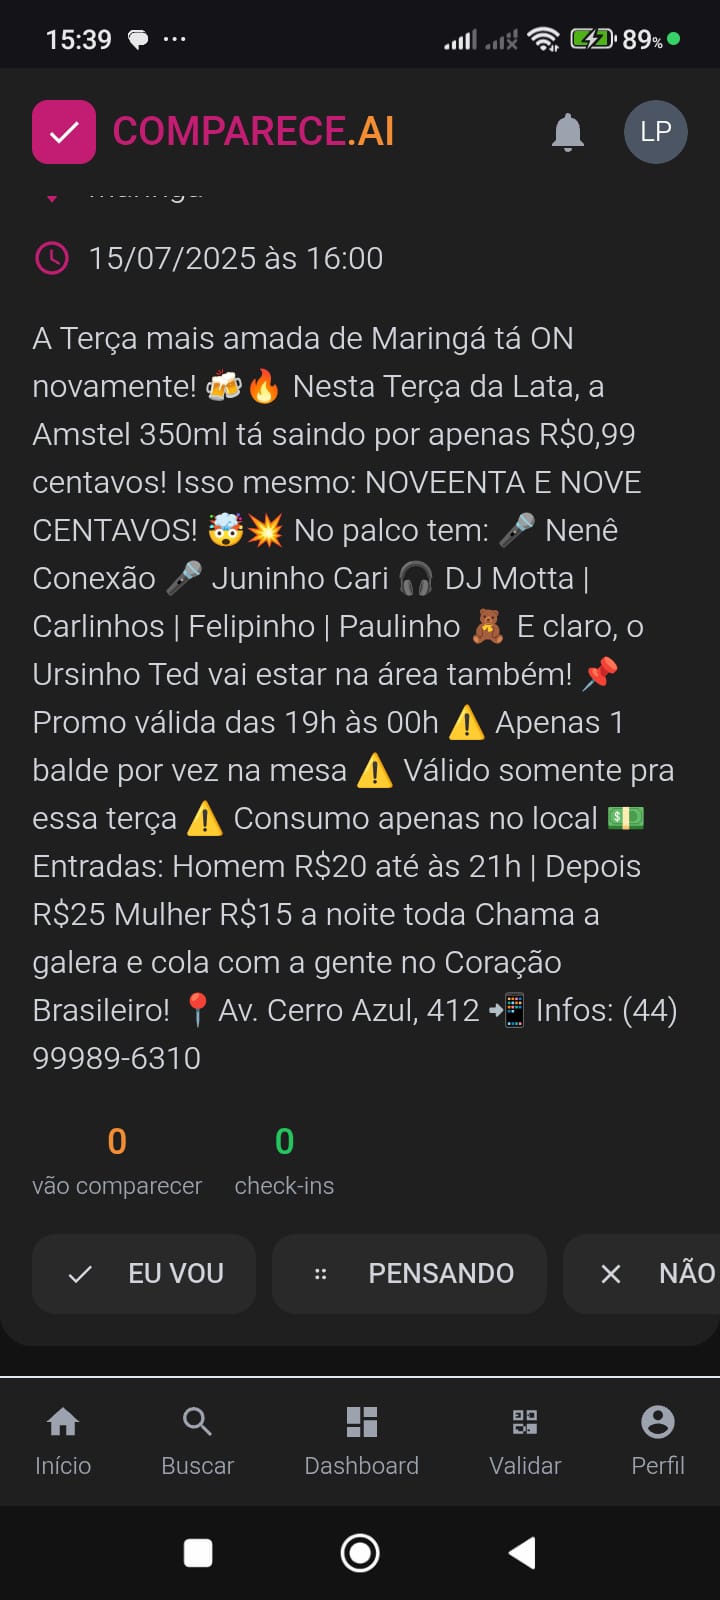 15:39
89%
COMPARECE.AI
LP
15/07/2025 às 16:00
A Terça mais amada de Maringá tá ON
novamente! 🍻🔥 Nesta Terça da Lata, a
Amstel 350ml tá saindo por apenas R$0,99
centavos! Isso mesmo: NOVEENTA E NOVE
CENTAVOS! 🤯💥 No palco tem: 🎤 Nenê
Conexão 🎤 Juninho Cari 🎧 DJ Motta |
Carlinhos | Felipinho | Paulinho 🧸 E claro, o
Ursinho Ted vai estar na área também! 📌
Promo válida das 19h às 00h ⚠️ Apenas 1
balde por vez na mesa ⚠️ Válido somente pra
essa terça ⚠️ Consumo apenas no local 💵
Entradas: Homem R$20 até às 21h | Depois
R$25 Mulher R$15 a noite toda Chama a
galera e cola com a gente no Coração
Brasileiro! 📍Av. Cerro Azul, 412 📲 Infos: (44)
99989-6310
0 0
vão comparecer check-ins
EU VOU PENSANDO NÃO
Início Buscar Dashboard Validar Perfil